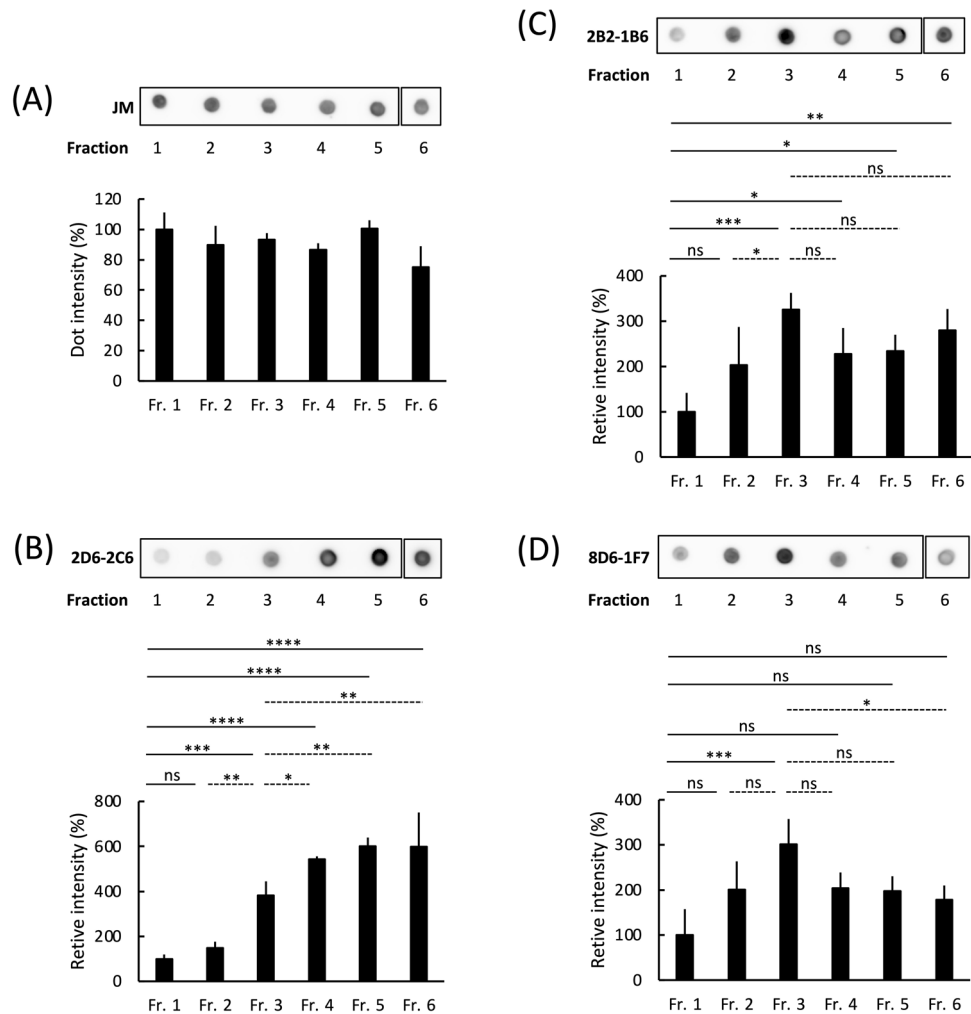 (A)
JM
Fraction 1 2 3 4 5 6
Dot intensity (%)
120
100
80
60
40
20
0
Fr. 1 Fr. 2 Fr. 3 Fr. 4 Fr. 5 Fr. 6
(B)
2D6-2C6
Fraction 1 2 3 4 5 6
****
****
**
****
*** **
ns ** *
Retive intensity (%)
800
600
400
200
0
Fr. 1 Fr. 2 Fr. 3 Fr. 4 Fr. 5 Fr. 6
(C)
2B2-1B6
Fraction 1 2 3 4 5 6
**
*
ns
*
*** ns
ns * ns
Retive intensity (%)
400
300
200
100
0
Fr. 1 Fr. 2 Fr. 3 Fr. 4 Fr. 5 Fr. 6
(D)
8D6-1F7
Fraction 1 2 3 4 5 6
ns
ns
*
ns
*** ns
ns ns ns
Retive intensity (%)
400
300
200
100
0
Fr. 1 Fr. 2 Fr. 3 Fr. 4 Fr. 5 Fr. 6